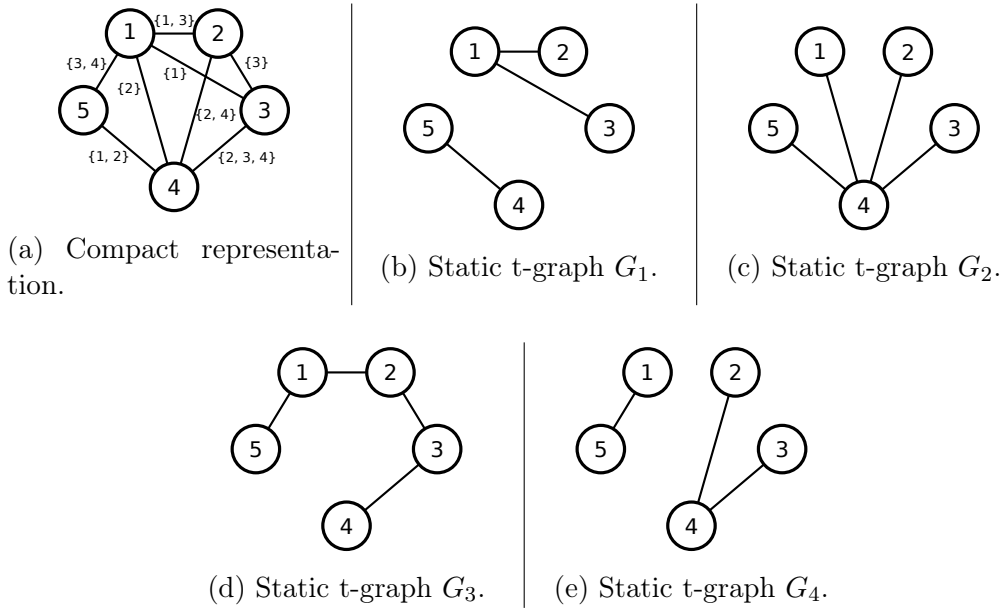 {1, 3}
1 2
{3, 4} {1} {3}
{2}
5 {2, 4} 3
{1, 2} {2, 3, 4}
4
(a) Compact representa-
tion.
1 2
5 3
4
(b) Static t-graph G₁.
1 2
5 3
4
(c) Static t-graph G₂.
1 2
5 3
4
(d) Static t-graph G₃.
1 2
5 3
4
(e) Static t-graph G₄.